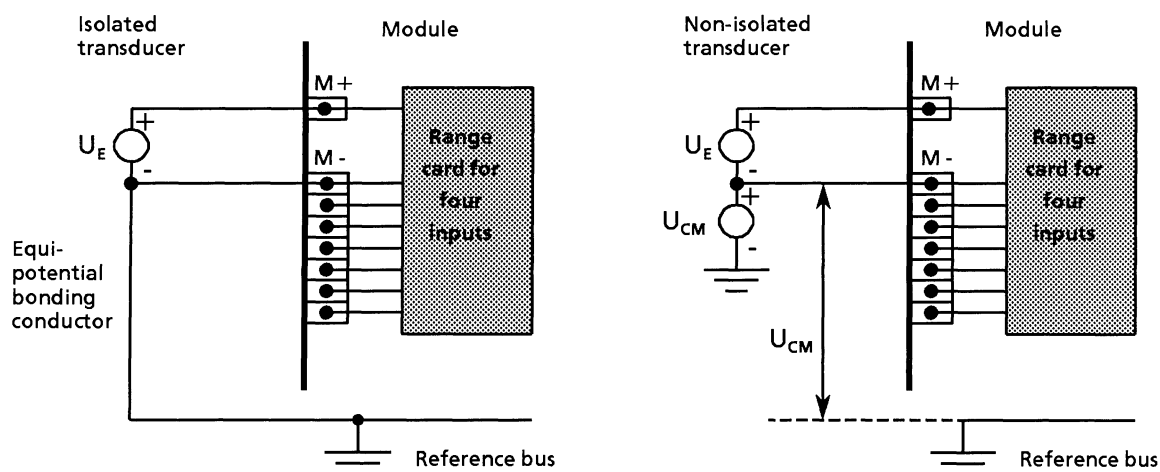 Isolated
transducer
Module
M +
+
U_E
-
M -
Range
card for
four
inputs
Equi-
potential
bonding
conductor
Reference bus
Non-isolated
transducer
Module
M +
+
U_E
-
M -
+
U_CM
-
Range
card for
four
inputs
U_CM
Reference bus